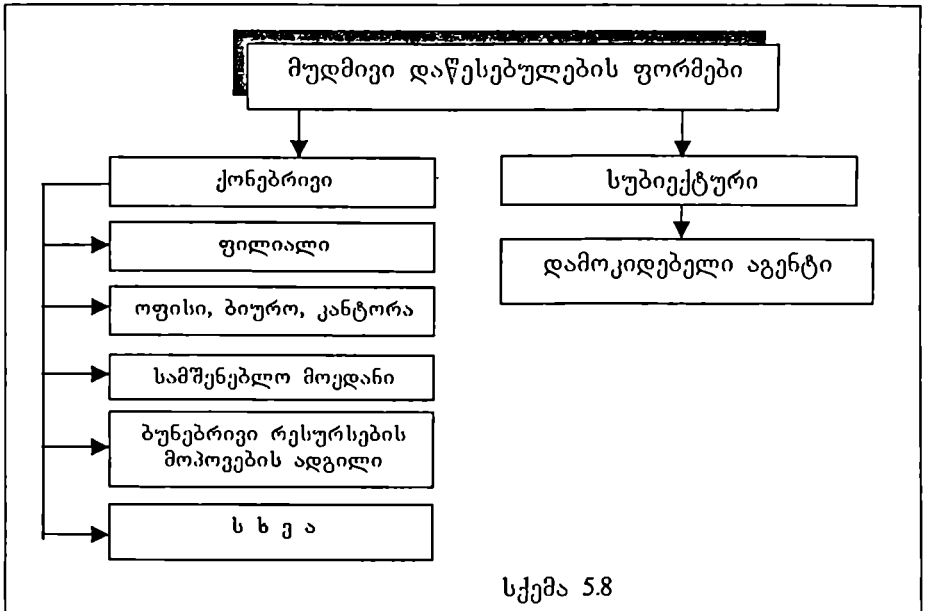 მუდმივი დაწესებულების ფორმები
ქონებრივი
სუბიექტური
ფილიალი
დამოკიდებელი აგენტი
ოფისი, ბიურო, კანტორა
სამშენებლო მოედანი
ბუნებრივი რესურსების
მოპოვების ადგილი
ს ხ ვ ა
სქემა 5.8